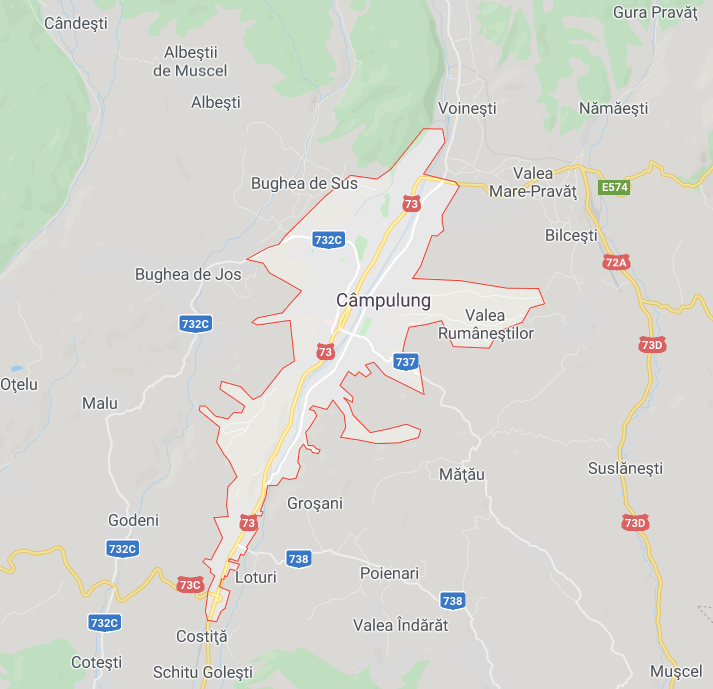 Cândești
Gura Pravăț
Albeștii
de Muscel
Albești
Voinești
Nămăești
Bughea de Sus
Valea
Mare-Pravăț
E574
73
732C
Bilcești
72A
Bughea de Jos
Câmpulung
732C
Valea
Rumâneștilor
73
737
73D
Oțelu
Malu
Mățău
Suslănești
Groșani
Godeni
73
73D
732C
738
Loturi
Poienari
73C
738
732C
Valea Îndărăt
Costiță
Cotești
Schitu Golești
Mușcel